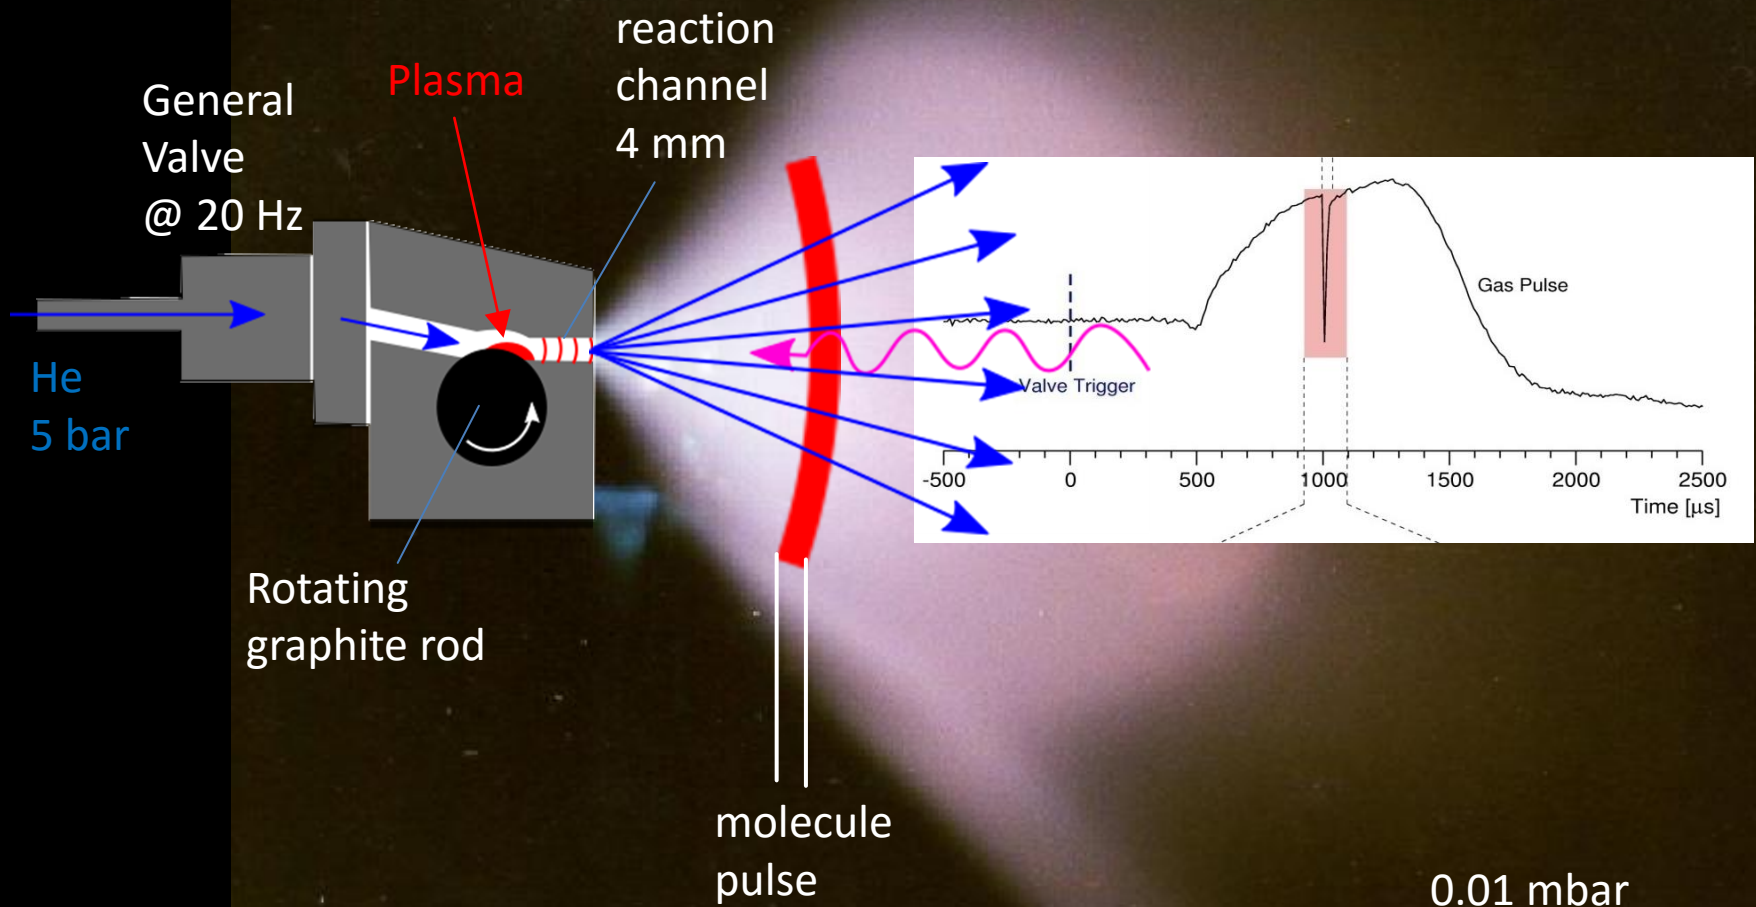 reaction
channel
4 mm
Plasma
General
Valve
@ 20 Hz
He
5 bar
Rotating
graphite rod
molecule
pulse
0.01 mbar
Gas Pulse
Valve Trigger
-500 0 500 1000 1500 2000 2500
Time [µs]